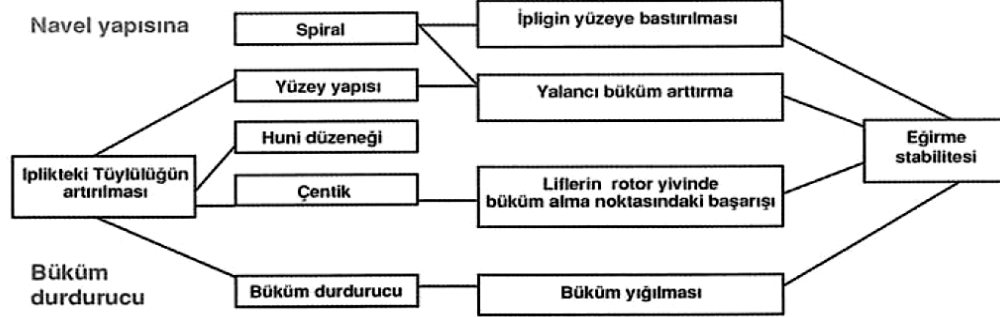 Navel yapısına
Spiral
İpligin yüzeye bastırılması
Yüzey yapısı
Yalancı büküm arttırma
Huni düzeneği
Eğirme
stabilitesi
Iplikteki Tüylülüğün
artırılması
Çentik
Liflerin rotor yivinde
büküm alma noktasındaki başarışı
Büküm
durdurucu
Büküm durdurucu
Büküm yığılması